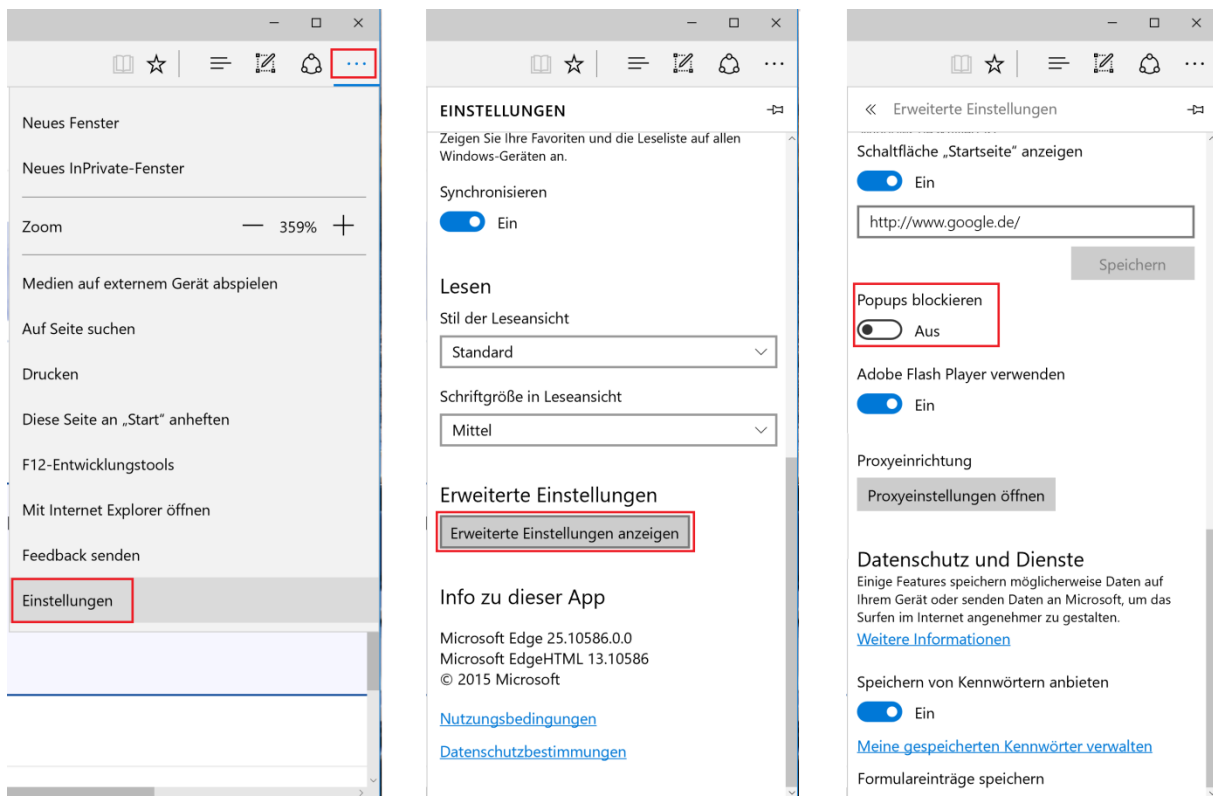 Neues Fenster
Neues InPrivate-Fenster
Zoom 359%
Medien auf externem Gerät abspielen
Auf Seite suchen
Drucken
Diese Seite an „Start" anheften
F12-Entwicklungstools
Mit Internet Explorer öffnen
Feedback senden
Einstellungen
EINSTELLUNGEN
Zeigen Sie Ihre Favoriten und die Leseliste auf allen
Windows-Geräten an.
Synchronisieren
Ein
Lesen
Stil der Leseansicht
Standard
Schriftgröße in Leseansicht
Mittel
Erweiterte Einstellungen
Erweiterte Einstellungen anzeigen
Info zu dieser App
Microsoft Edge 25.10586.0.0
Microsoft EdgeHTML 13.10586
© 2015 Microsoft
Nutzungsbedingungen
Datenschutzbestimmungen
Erweiterte Einstellungen
Schaltfläche „Startseite" anzeigen
Ein
http://www.google.de/
Speichern
Popups blockieren
Aus
Adobe Flash Player verwenden
Ein
Proxyeinrichtung
Proxyeinstellungen öffnen
Datenschutz und Dienste
Einige Features speichern möglicherweise Daten auf
Ihrem Gerät oder senden Daten an Microsoft, um das
Surfen im Internet angenehmer zu gestalten.
Weitere Informationen
Speichern von Kennwörtern anbieten
Ein
Meine gespeicherten Kennwörter verwalten
Formulareinträge speichern